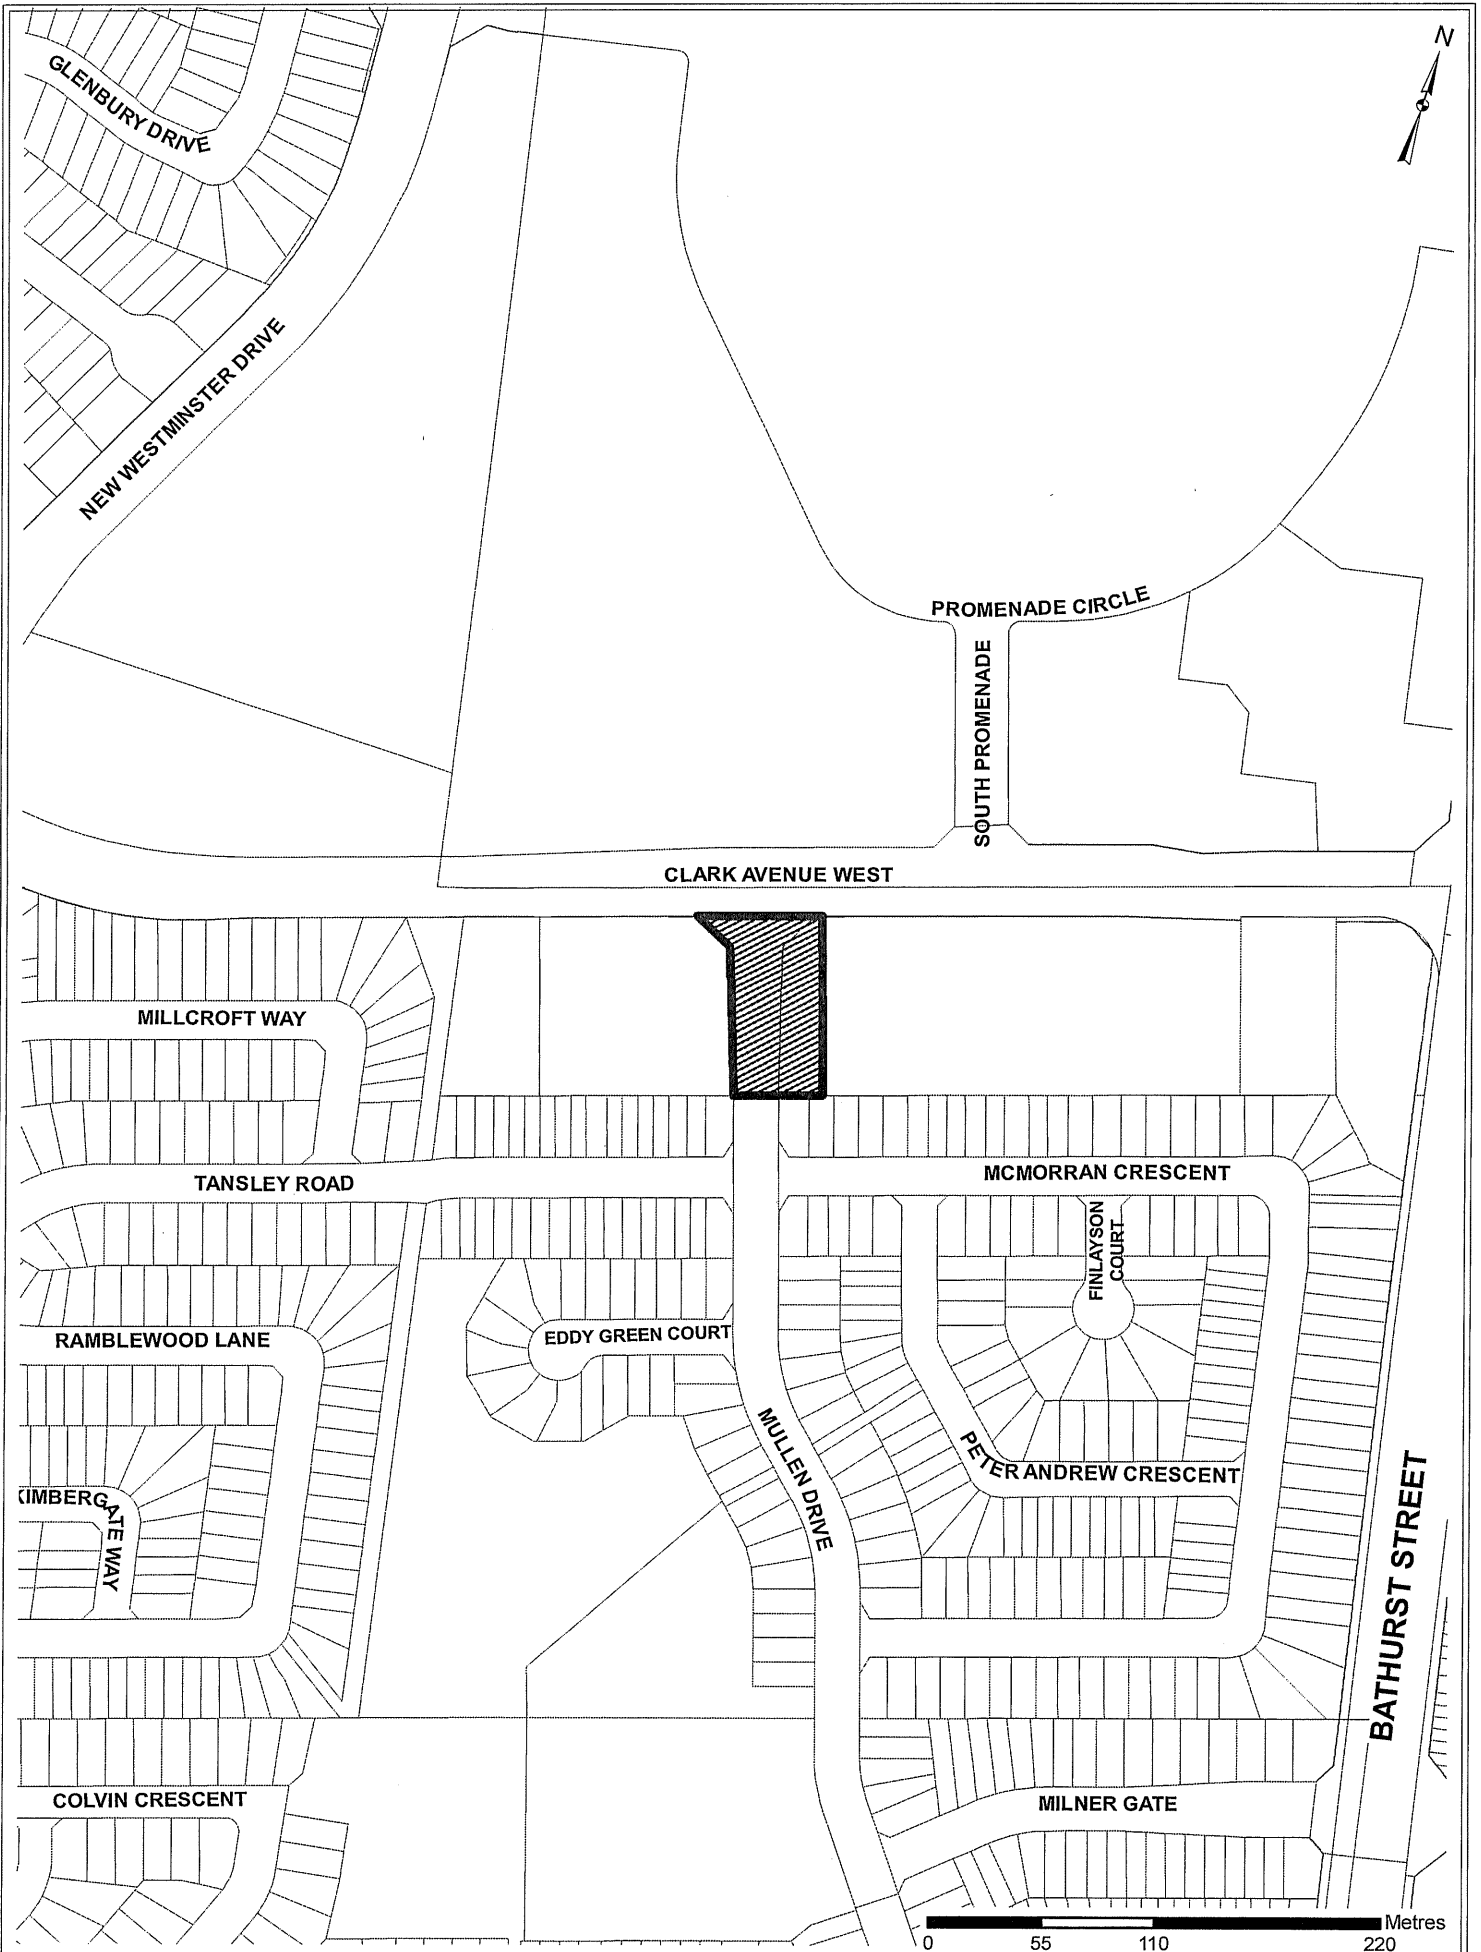 N
GLENBURY DRIVE
NEW WESTMINSTER DRIVE
PROMENADE CIRCLE
SOUTH PROMENADE
CLARK AVENUE WEST
MILLCROFT WAY
TANSLEY ROAD
MCMORRAN CRESCENT
FINLAYSON
COURT
RAMBLEWOOD LANE
EDDY GREEN COURT
MULLEN DRIVE
PETER ANDREW CRESCENT
KIMBERGATE WAY
BATHURST STREET
COLVIN CRESCENT
MILNER GATE
Metres
0 55 110 220